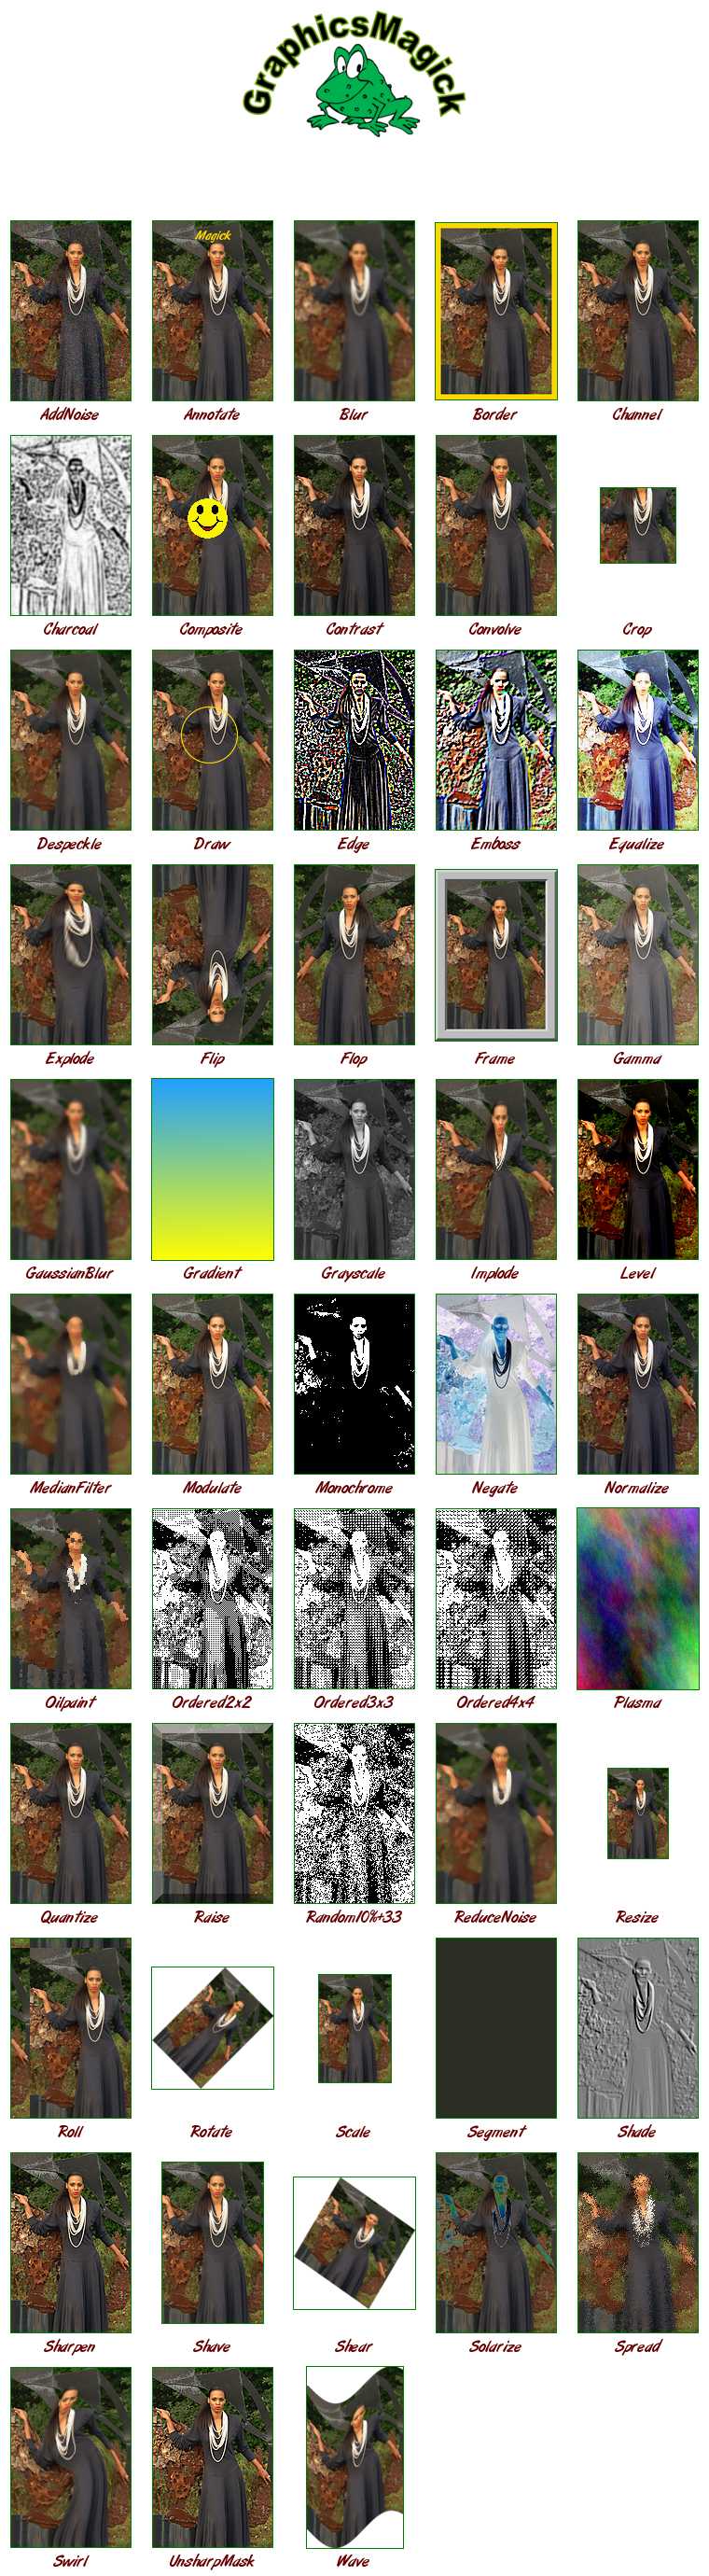 GraphicsMagick
Magick
AddNoise Annotate Blur Border Channel
Charcoal Composite Contrast Convolve Crop
Despeckle Draw Edge Emboss Equalize
Explode Flip Flop Frame Gamma
GaussianBlur Gradient Grayscale Implode Level
MedianFilter Modulate Monochrome Negate Normalize
Oilpaint Ordered2x2 Ordered3x3 Ordered4x4 Plasma
Quantize Raise Random10%+33 ReduceNoise Resize
Roll Rotate Scale Segment Shade
Sharpen Shave Shear Solarize Spread
Swirl UnsharpMask Wave